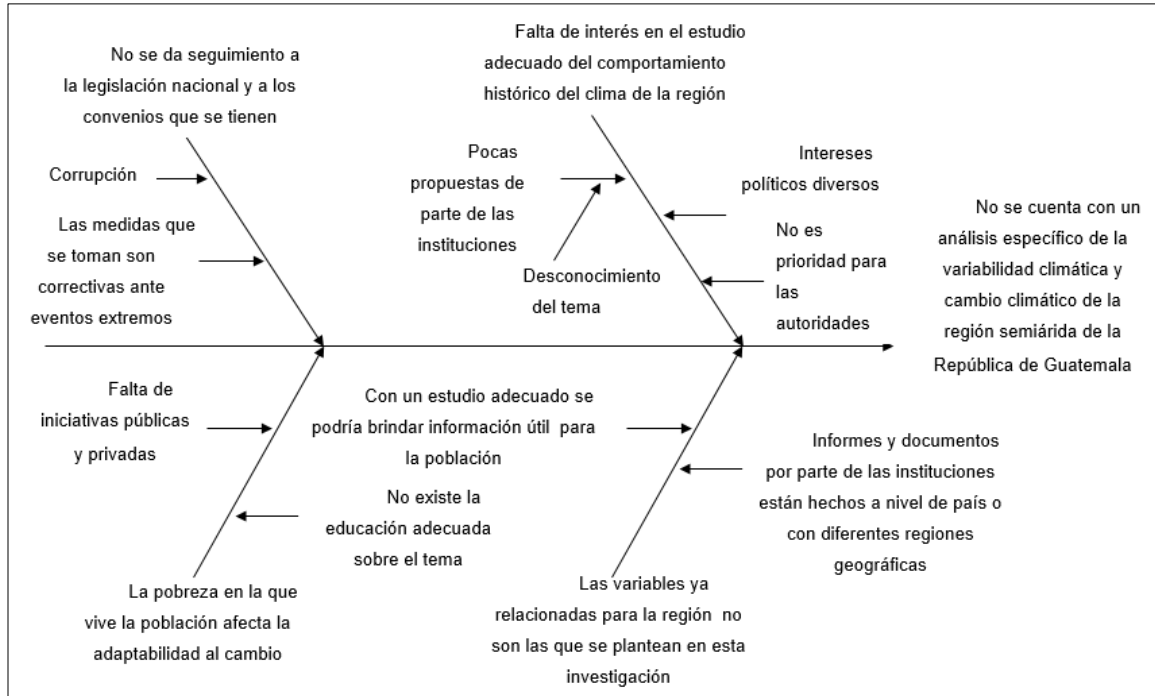 No se da seguimiento a
la legislación nacional y a los
convenios que se tienen
Corrupción
Las medidas que
se toman son
correctivas ante
eventos extremos
Falta de interés en el estudio
adecuado del comportamiento
histórico del clima de la región
Pocas
propuestas de
parte de las
instituciones
Desconocimiento
del tema
Intereses
políticos diversos
No es
prioridad para
las
autoridades
No se cuenta con un
análisis específico de la
variabilidad climática y
cambio climático de la
región semiárida de la
República de Guatemala
Falta de
iniciativas públicas
y privadas
No existe la
educación adecuada
sobre el tema
La pobreza en la que
vive la población afecta la
adaptabilidad al cambio
Con un estudio adecuado se
podría brindar información útil para
la población
Informes y documentos
por parte de las instituciones
están hechos a nivel de país o
con diferentes regiones
geográficas
Las variables ya
relacionadas para la región no
son las que se plantean en esta
investigación